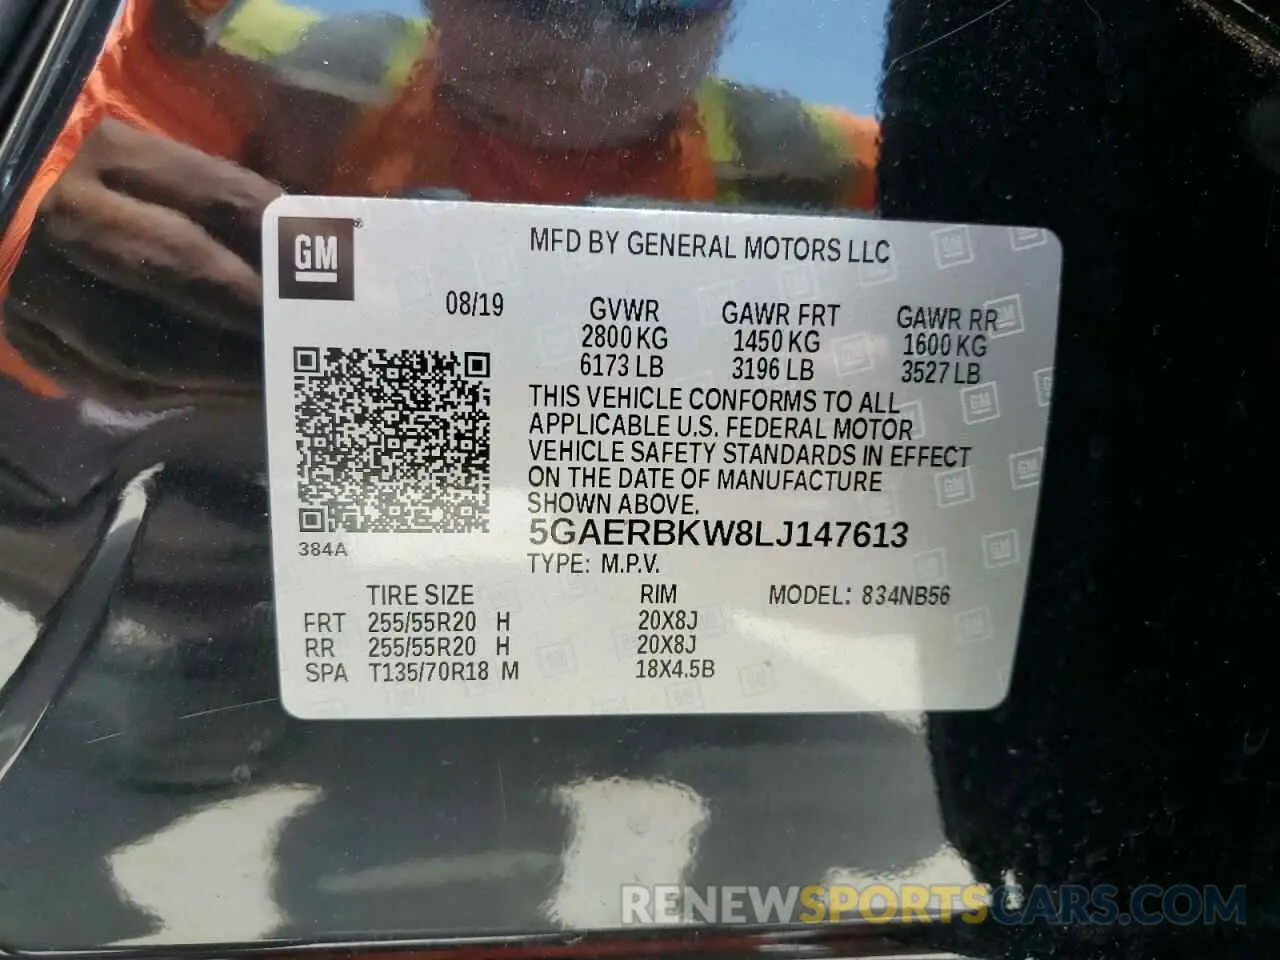 GM
MFD BY GENERAL MOTORS LLC
08/19
GVWR GAWR FRT GAWR RR
2800 KG 1450 KG 1600 KG
6173 LB 3196 LB 3527 LB
THIS VEHICLE CONFORMS TO ALL
APPLICABLE U.S. FEDERAL MOTOR
VEHICLE SAFETY STANDARDS IN EFFECT
ON THE DATE OF MANUFACTURE
SHOWN ABOVE.
5GAERBKW8LJ147613
384A
TYPE: M.P.V.
TIRE SIZE RIM MODEL: 834NB56
FRT 255/55R20 H 20X8J
RR 255/55R20 H 20X8J
SPA T135/70R18 M 18X4.5B
RENEWSPORTSCARS.COM